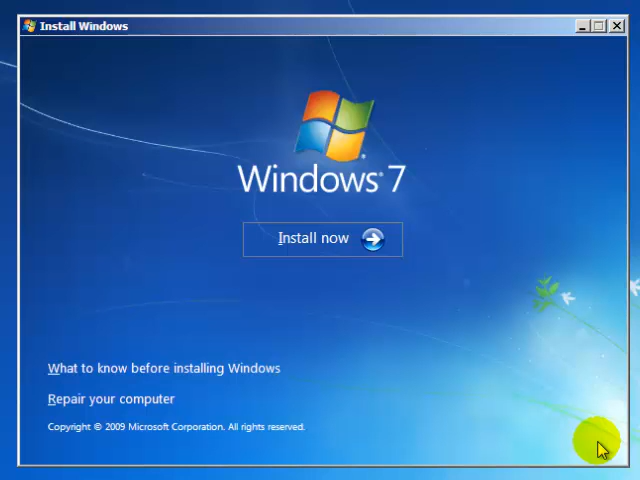 Install Windows
Windows 7
Install now
What to know before installing Windows
Repair your computer
Copyright © 2009 Microsoft Corporation. All rights reserved.